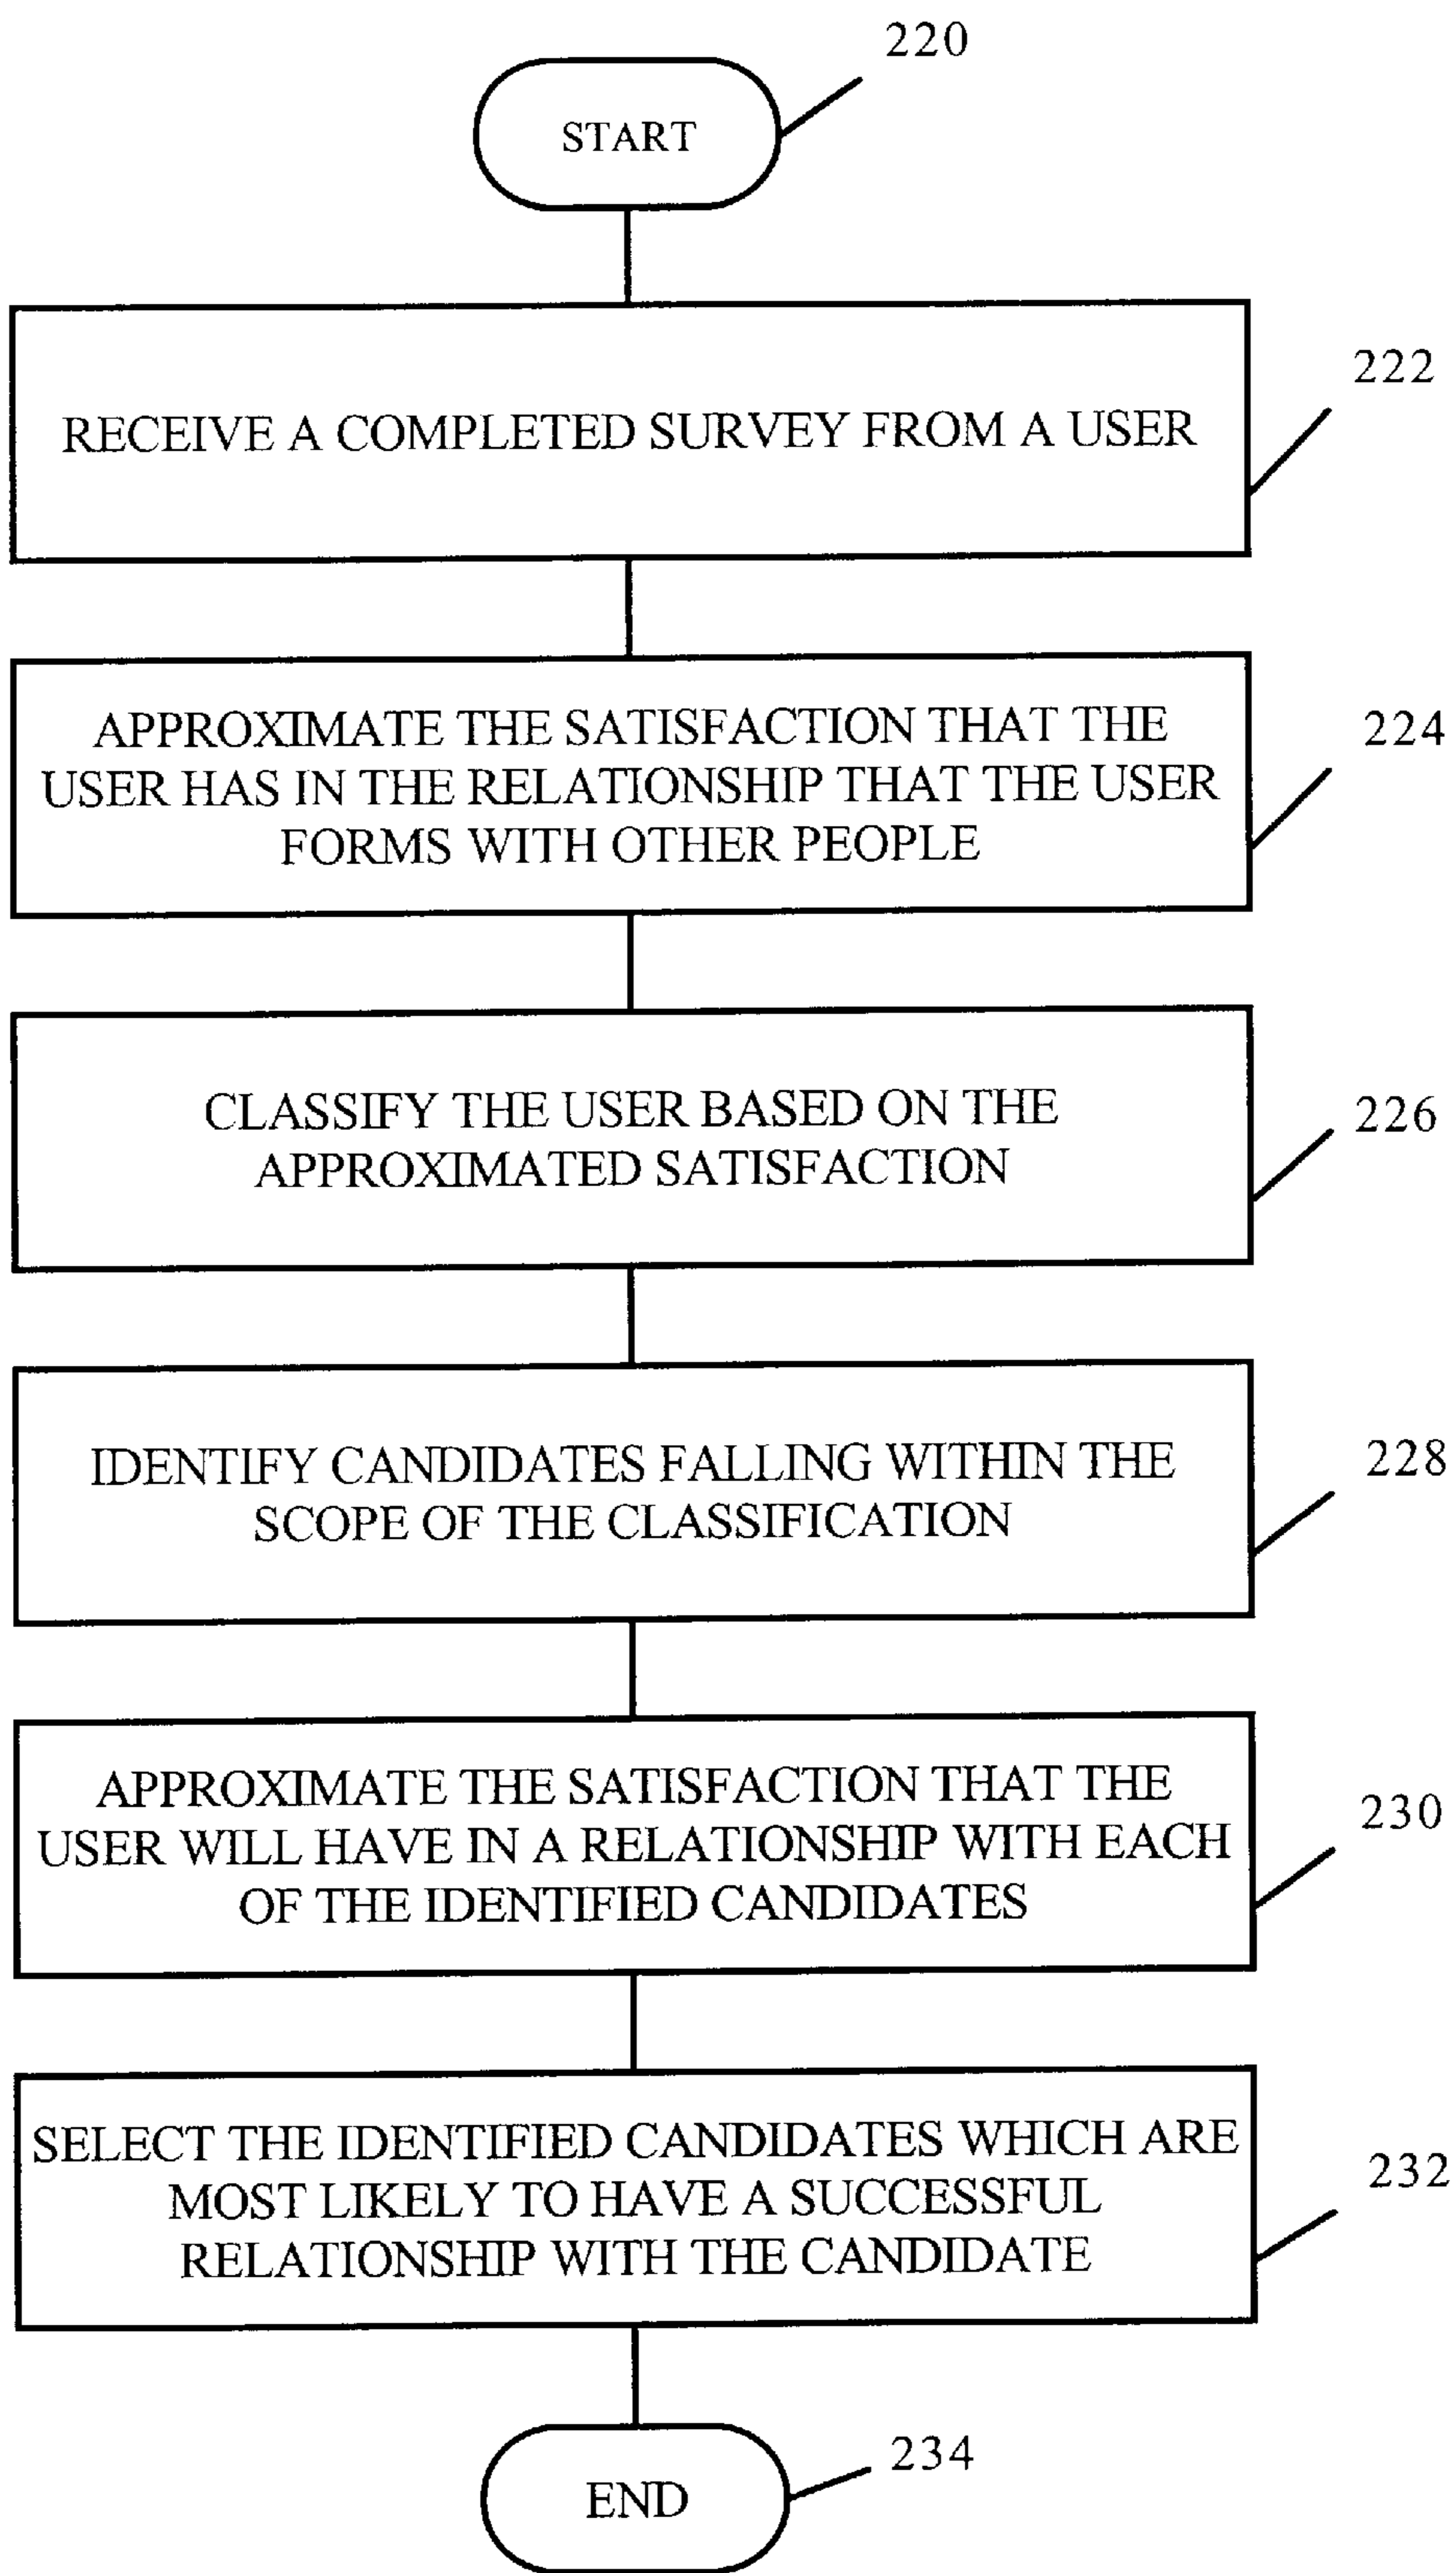 220
START
222
RECEIVE A COMPLETED SURVEY FROM A USER
224
APPROXIMATE THE SATISFACTION THAT THE
USER HAS IN THE RELATIONSHIP THAT THE USER
FORMS WITH OTHER PEOPLE
226
CLASSIFY THE USER BASED ON THE
APPROXIMATED SATISFACTION
228
IDENTIFY CANDIDATES FALLING WITHIN THE
SCOPE OF THE CLASSIFICATION
230
APPROXIMATE THE SATISFACTION THAT THE
USER WILL HAVE IN A RELATIONSHIP WITH EACH
OF THE IDENTIFIED CANDIDATES
232
SELECT THE IDENTIFIED CANDIDATES WHICH ARE
MOST LIKELY TO HAVE A SUCCESSFUL
RELATIONSHIP WITH THE CANDIDATE
234
END